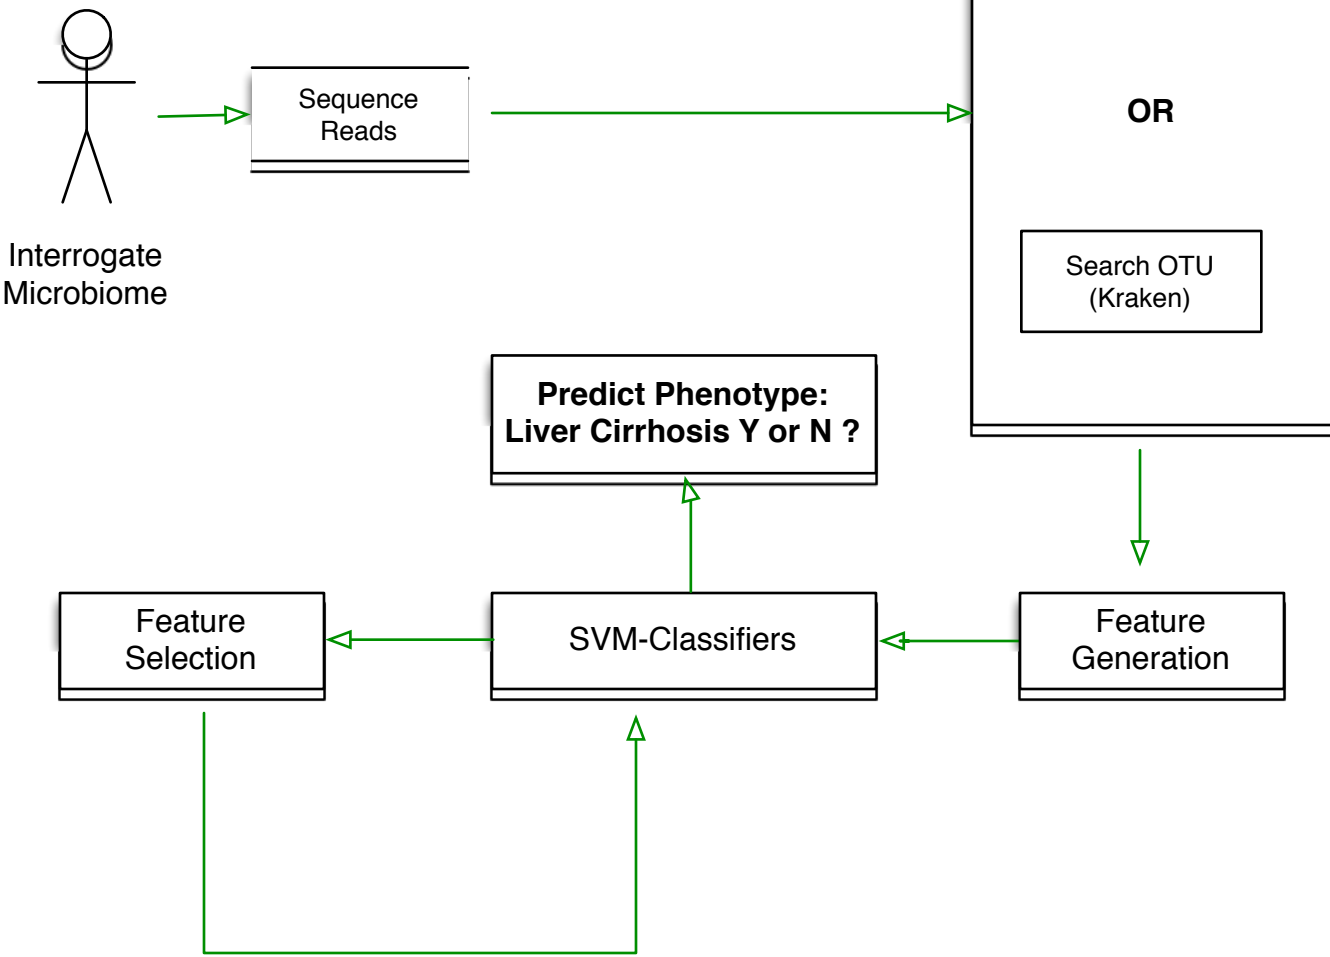 Sequence
Reads
OR
Interrogate
Microbiome
Search OTU
(Kraken)
Predict Phenotype:
Liver Cirrhosis Y or N ?
Feature
Selection
SVM-Classifiers
Feature
Generation